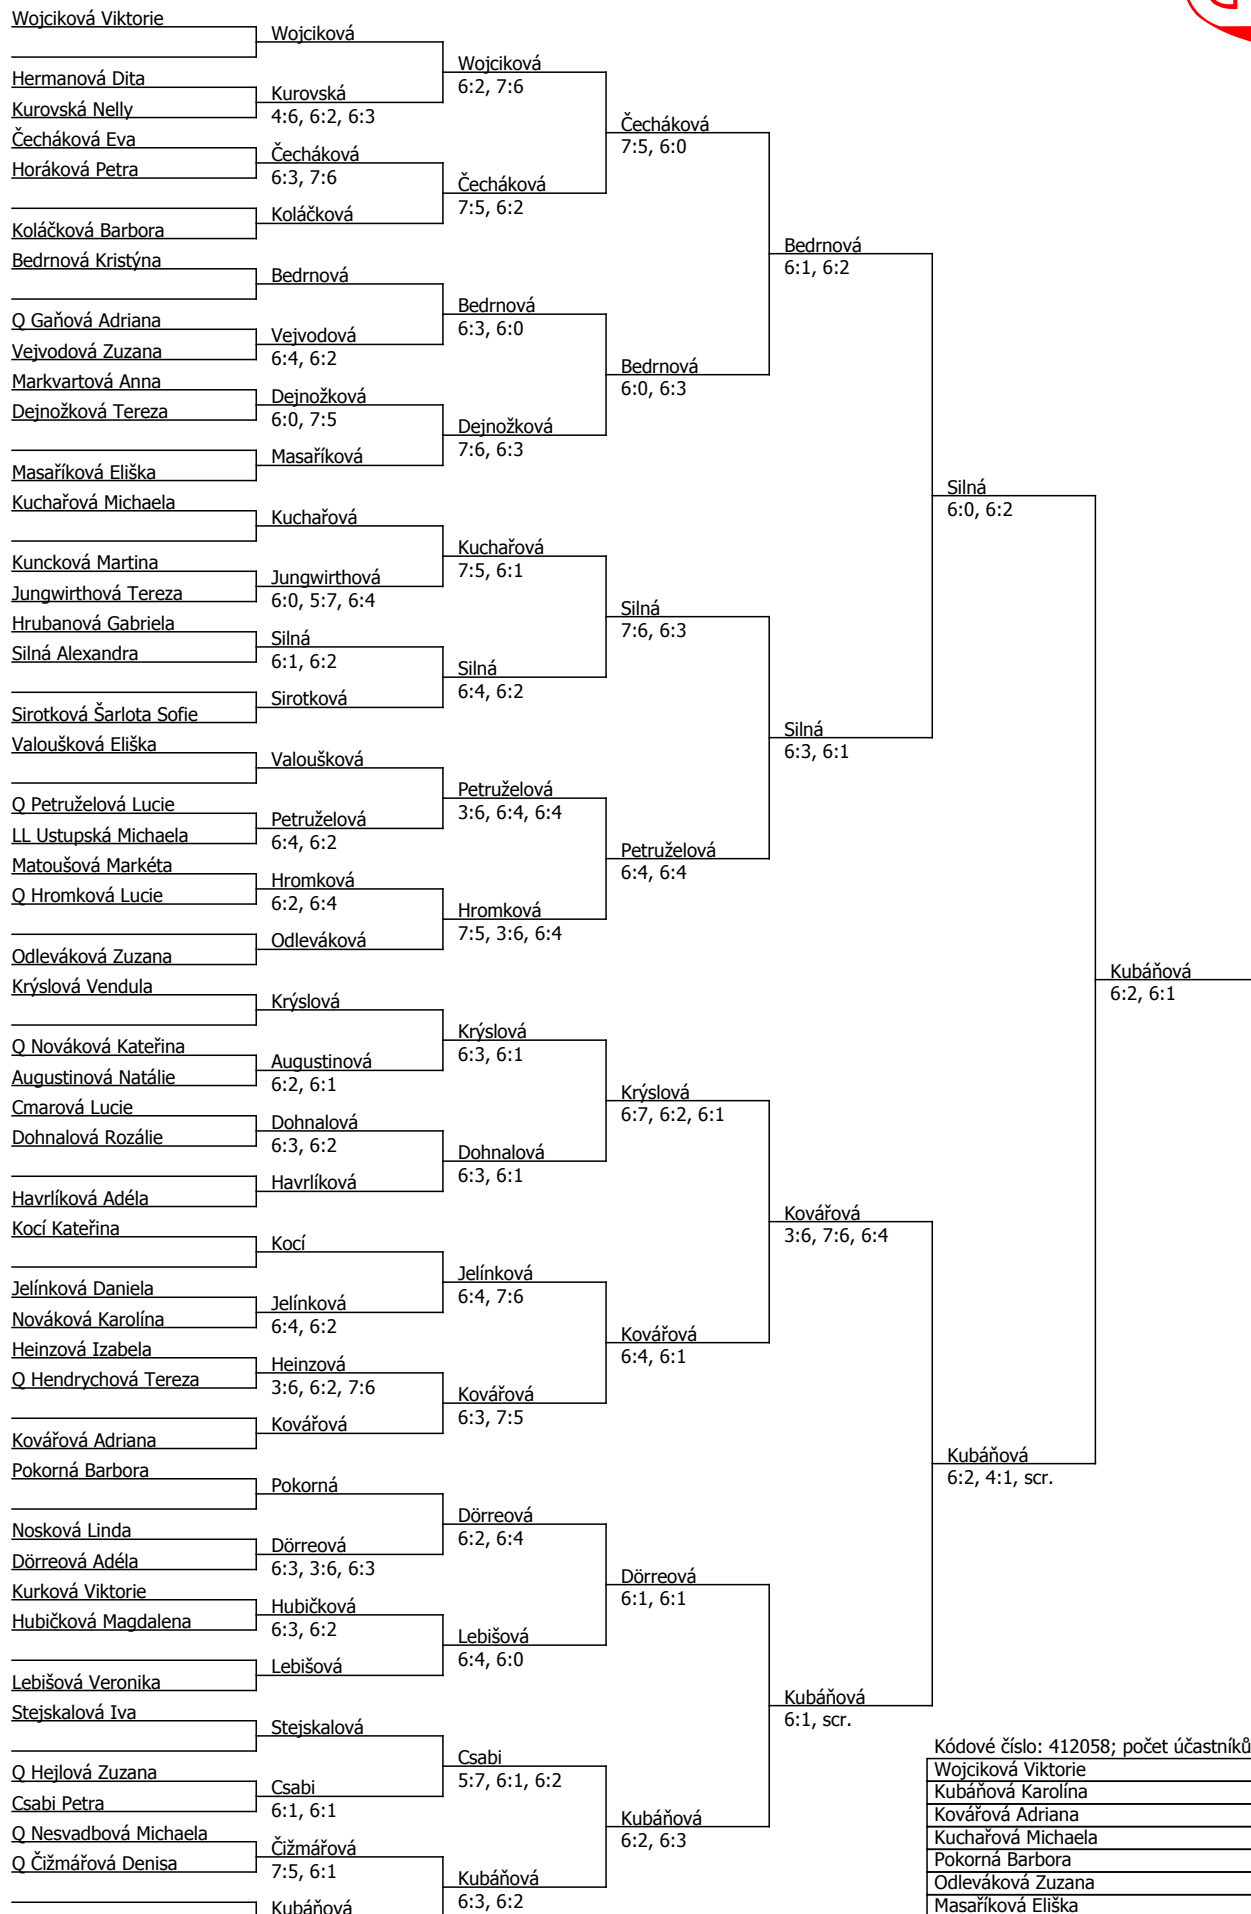 Wojciková Viktorie
Wojciková
Wojciková
6:2, 7:6
Hermanová Dita
Kurovská
4:6, 6:2, 6:3
Kurovská Nelly
Čecháková
7:5, 6:0
Čecháková Eva
Čecháková
6:3, 7:6
Horáková Petra
Čecháková
7:5, 6:2
Koláčková
Koláčková Barbora
Bedrnová
6:1, 6:2
Bedrnová Kristýna
Bedrnová
Bedrnová
6:3, 6:0
Q Gaňová Adriana
Vejvodová
6:4, 6:2
Vejvodová Zuzana
Bedrnová
6:0, 6:3
Markvartová Anna
Dejnožková
6:0, 7:5
Dejnožková Tereza
Dejnožková
7:6, 6:3
Masaříková
Masaříková Eliška
Silná
6:0, 6:2
Kuchařová Michaela
Kuchařová
Kuchařová
7:5, 6:1
Kuncková Martina
Jungwirthová
6:0, 5:7, 6:4
Jungwirthová Tereza
Silná
7:6, 6:3
Hrubanová Gabriela
Silná
6:1, 6:2
Silná Alexandra
Silná
6:4, 6:2
Sirotková
Sirotková Šarlota Sofie
Silná
6:3, 6:1
Valoušková Eliška
Valoušková
Petruželová
3:6, 6:4, 6:4
Q Petruželová Lucie
Petruželová
6:4, 6:2
LL Ustupská Michaela
Petruželová
6:4, 6:4
Matoušová Markéta
Hromková
6:2, 6:4
Q Hromková Lucie
Hromková
7:5, 3:6, 6:4
Odleváková
Odleváková Zuzana
Kubáňová
6:2, 6:1
Krýslová Vendula
Krýslová
Krýslová
6:3, 6:1
Q Nováková Kateřina
Augustinová
6:2, 6:1
Augustinová Natálie
Krýslová
6:7, 6:2, 6:1
Cmarová Lucie
Dohnalová
6:3, 6:2
Dohnalová Rozálie
Dohnalová
6:3, 6:1
Havrlíková
Havrlíková Adéla
Kovářová
3:6, 7:6, 6:4
Kocí Kateřina
Kocí
Jelínková
6:4, 7:6
Jelínková Daniela
Jelínková
6:4, 6:2
Nováková Karolína
Kovářová
6:4, 6:1
Heinzová Izabela
Heinzová
3:6, 6:2, 7:6
Q Hendrychová Tereza
Kovářová
6:3, 7:5
Kovářová
Kovářová Adriana
Kubáňová
6:2, 4:1, scr.
Pokorná Barbora
Pokorná
Dörreová
6:2, 6:4
Nosková Linda
Dörreová
6:3, 3:6, 6:3
Dörreová Adéla
Dörreová
6:1, 6:1
Kurková Viktorie
Hubičková
6:3, 6:2
Hubičková Magdalena
Lebišová
6:4, 6:0
Lebišová
Lebišová Veronika
Kubáňová
6:1, scr.
Stejskalová Iva
Stejskalová
Csabi
5:7, 6:1, 6:2
Q Hejlová Zuzana
Csabi
6:1, 6:1
Csabi Petra
Kubáňová
6:2, 6:3
Q Nesvadbová Michaela
Čižmářová
7:5, 6:1
Q Čižmářová Denisa
Kubáňová
6:3, 6:2
Kubáňová
Kódové číslo: 412058; počet účastníků
Wojciková Viktorie
Kubáňová Karolína
Kovářová Adriana
Kuchařová Michaela
Pokorná Barbora
Odleváková Zuzana
Masaříková Eliška